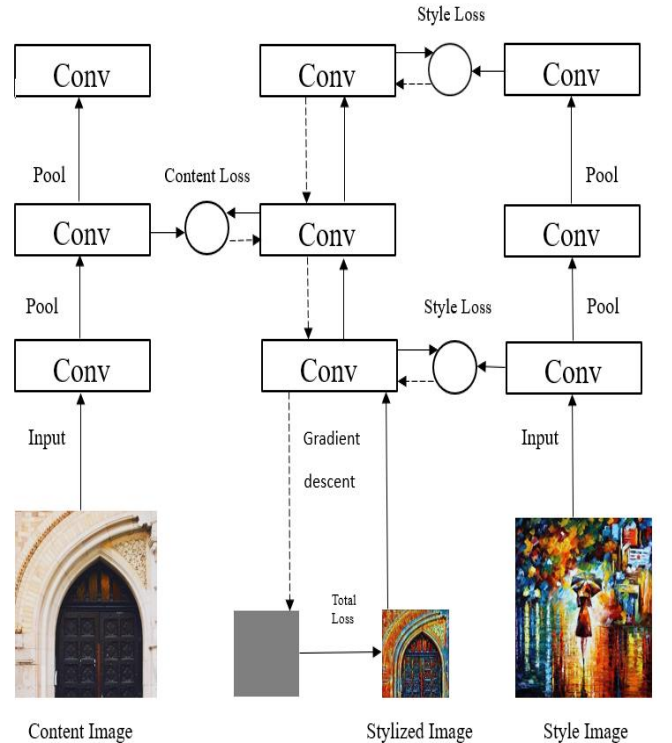 Style Loss
Conv
Conv
Conv
Pool
Content Loss
Pool
Conv
Conv
Conv
Pool
Style Loss
Pool
Conv
Conv
Conv
Input
Gradient
descent
Input
Total
Loss
Content Image
Stylized Image
Style Image